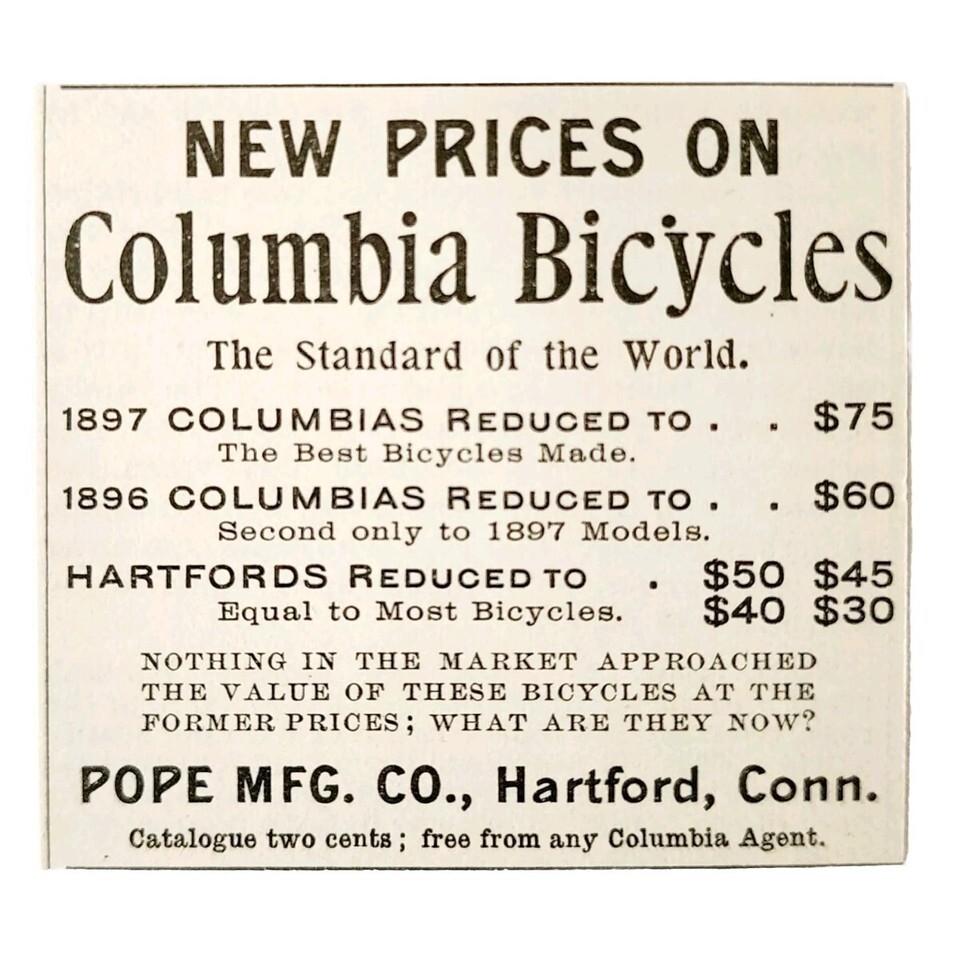 NEW PRICES ON
Columbia Bicycles
The Standard of the World.
1897 COLUMBIAS REDUCED TO . . $75
The Best Bicycles Made.
1896 COLUMBIAS REDUCED TO . . $60
Second only to 1897 Models.
HARTFORDS REDUCED TO . $50 $45
Equal to Most Bicycles. $40 $30
NOTHING IN THE MARKET APPROACHED
THE VALUE OF THESE BICYCLES AT THE
FORMER PRICES; WHAT ARE THEY NOW?
POPE MFG. CO., Hartford, Conn.
Catalogue two cents; free from any Columbia Agent.